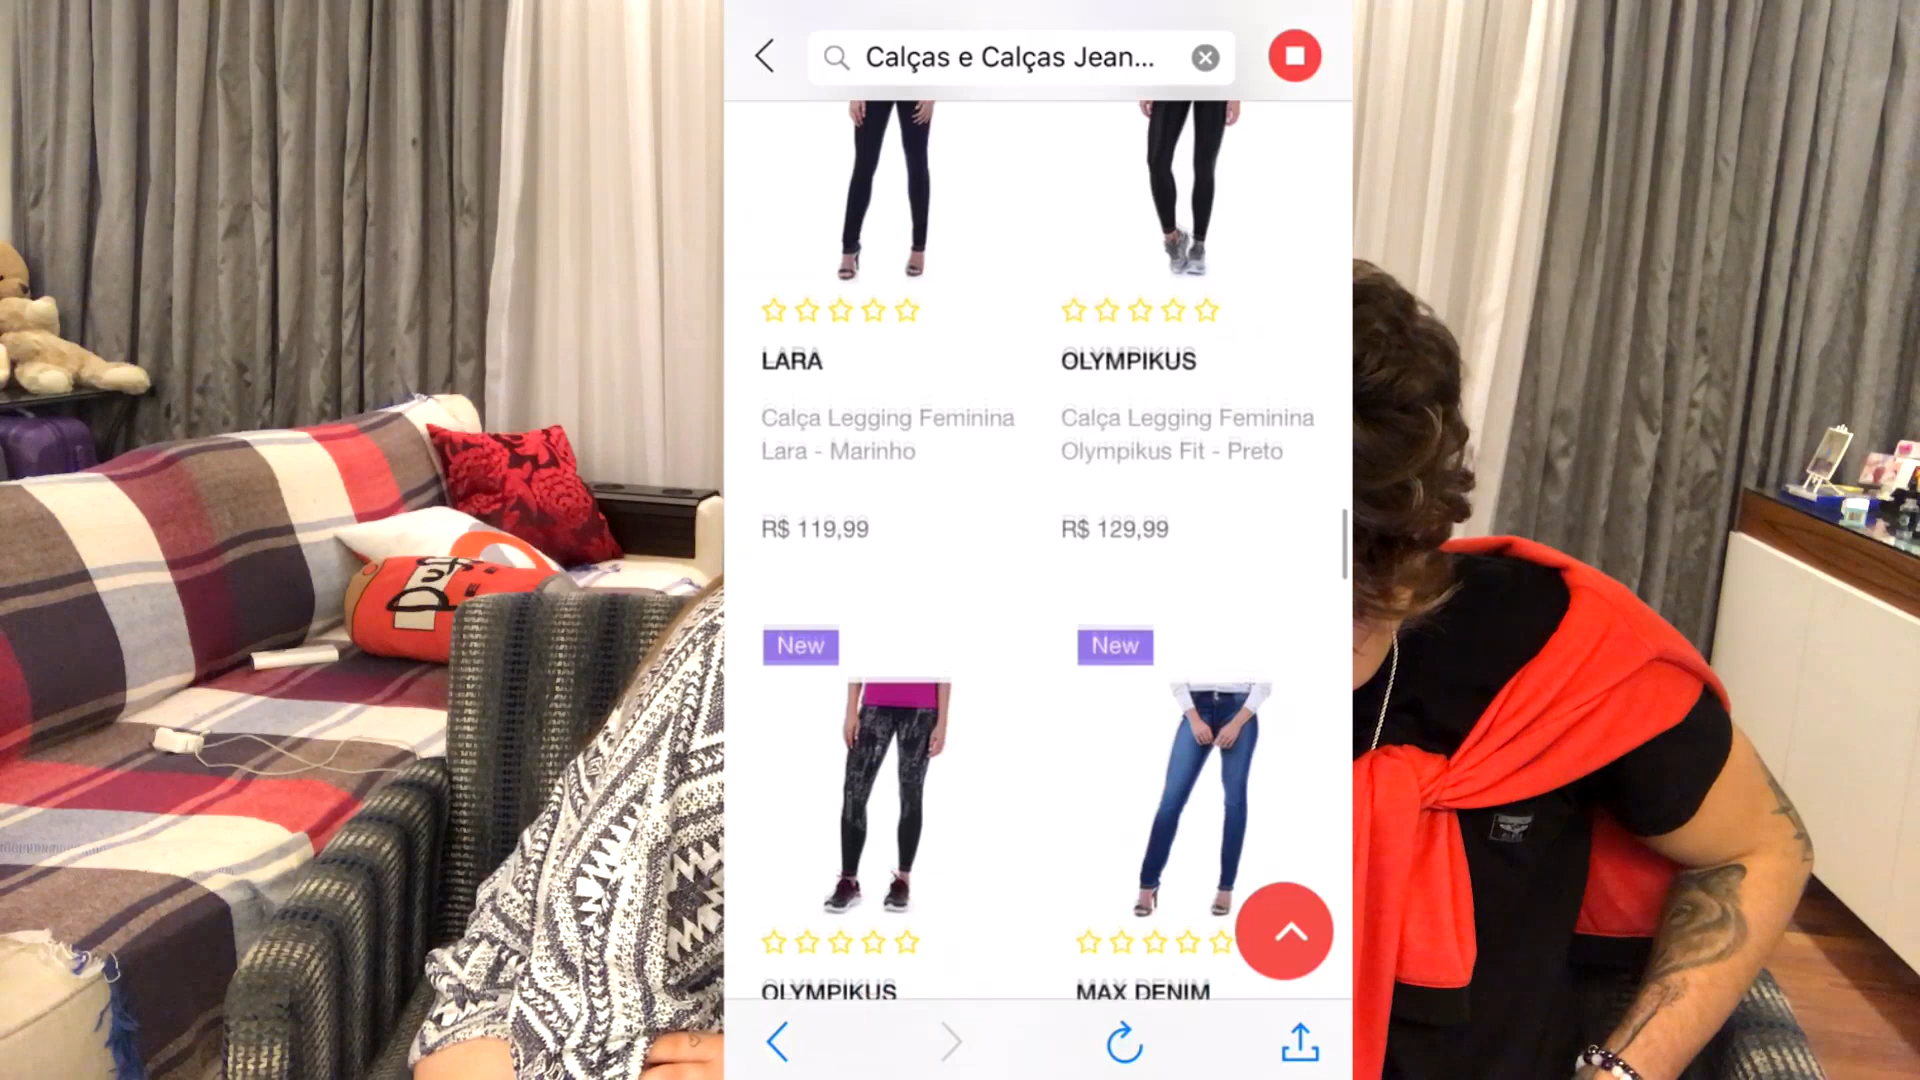 Calças e Calças Jean...
LARA
OLYMPIKUS
Calça Legging Feminina
Lara - Marinho
Calça Legging Feminina
Olympikus Fit - Preto
R$ 119,99
R$ 129,99
New
New
OLYMPIKUS
MAX DENIM
Duff